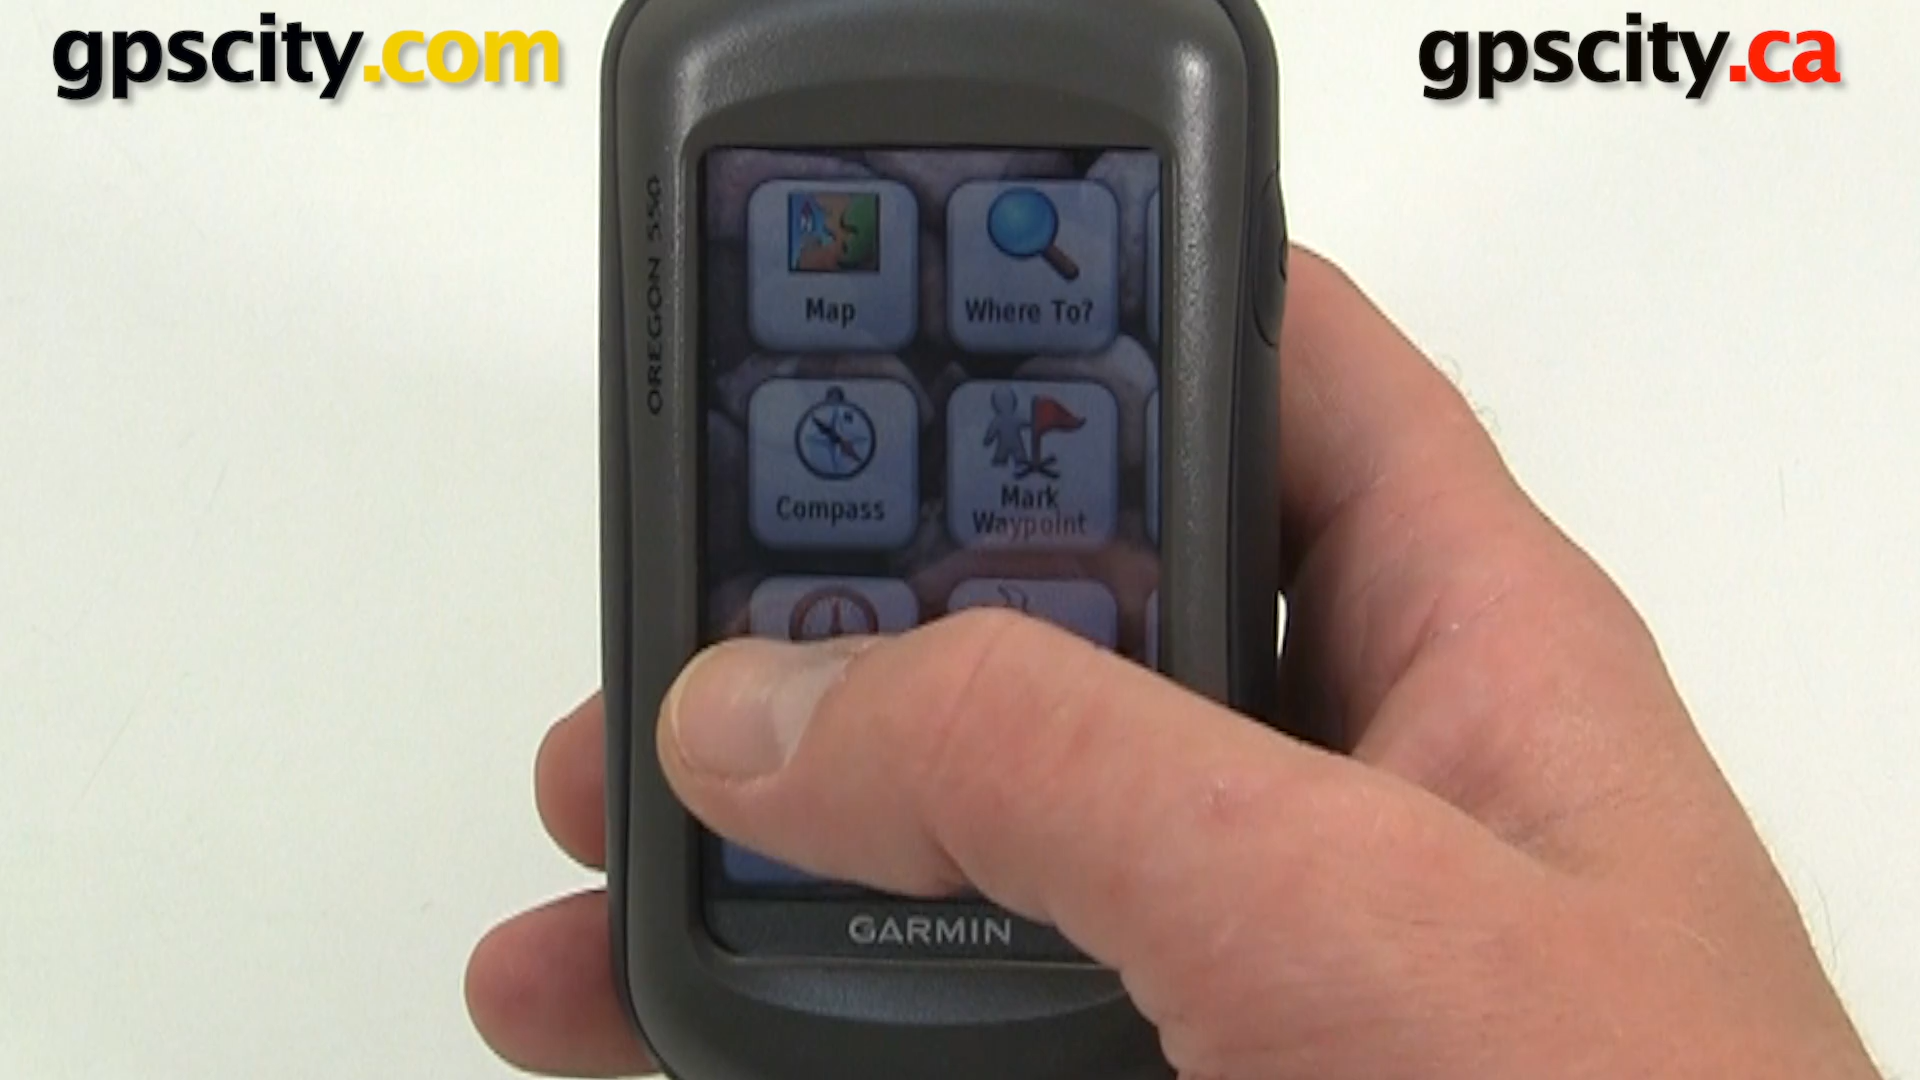 gpscity.com
gpscity.ca
OREGON 550
Map
Where To?
Compass
Mark
Waypoint
GARMIN